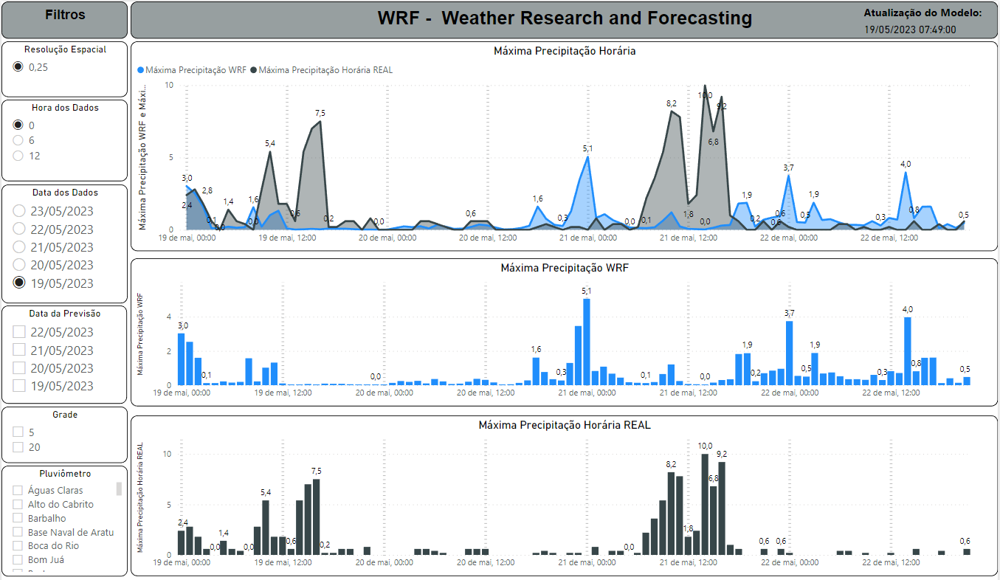 Filtros
WRF - Weather Research and Forecasting
Atualização do Modelo:
19/05/2023 07:49:00
Resolução Espacial
0,25
Hora dos Dados
0
6
12
Data dos Dados
23/05/2023
22/05/2023
21/05/2023
20/05/2023
19/05/2023
Data da Previsão
22/05/2023
21/05/2023
20/05/2023
19/05/2023
Grade
5
20
Pluviômetro
Águas Claras
Alto do Cabrito
Barbalho
Base Naval de Aratu
Boca do Rio
Bom Juá
Máxima Precipitação Horária
Máxima Precipitação WRF Máxima Precipitação Horária REAL
Máxima Precipitação WRF e Máxi...
10
5
0
3,0 2,4 2,8 0,1 0,0 1,4 0,0 1,6 5,4 0,6 7,5 0,2 0,0 0,6 1,6 0,3 5,1 0,0 0,1 8,2 1,8 0,0 10,0 6,8 9,2 1,9 0,2 0,6 0,6 3,7 0,5 1,9 0,3 4,0 0,8 0,5
19 de mai, 00:00 19 de mai, 12:00 20 de mai, 00:00 20 de mai, 12:00 21 de mai, 00:00 21 de mai, 12:00 22 de mai, 00:00 22 de mai, 12:00
Máxima Precipitação WRF
Máxima Precipitação WRF
4
2
0
3,0 0,1 0,0 1,6 0,3 5,1 0,1 0,0 1,9 0,2 3,7 0,5 1,9 0,3 4,0 0,8 0,5
19 de mai, 00:00 19 de mai, 12:00 20 de mai, 00:00 20 de mai, 12:00 21 de mai, 00:00 21 de mai, 12:00 22 de mai, 00:00 22 de mai, 12:00
Máxima Precipitação Horária REAL
Máxima Precipitação Horária REAL
10
5
0
2,4 0,0 1,4 0,0 5,4 0,6 7,5 0,2 0,0 8,2 1,8 10,0 6,8 9,2 0,6 0,6 0,6
19 de mai, 00:00 19 de mai, 12:00 20 de mai, 00:00 20 de mai, 12:00 21 de mai, 00:00 21 de mai, 12:00 22 de mai, 00:00 22 de mai, 12:00